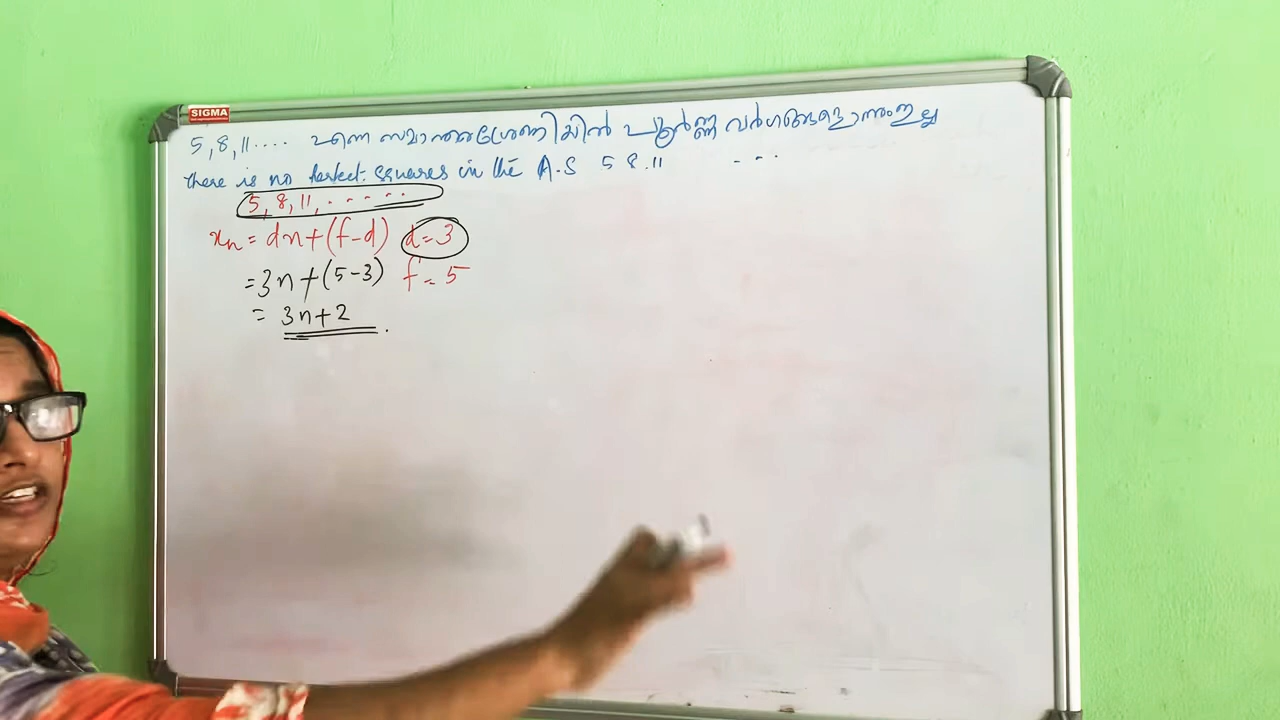 SIGMA
5, 8, 11.... എന്ന സമാന്തരശ്രേണിയിൽ പൂർണ്ണ വർഗങ്ങളൊന്നും ഇല്ല
There is no perfect squares in the A.S 5 8 11 - - -
5, 8, 11, - - - - -
xn = dn+(f-d) d=3
=3n+(5-3) f=5
= 3n+2